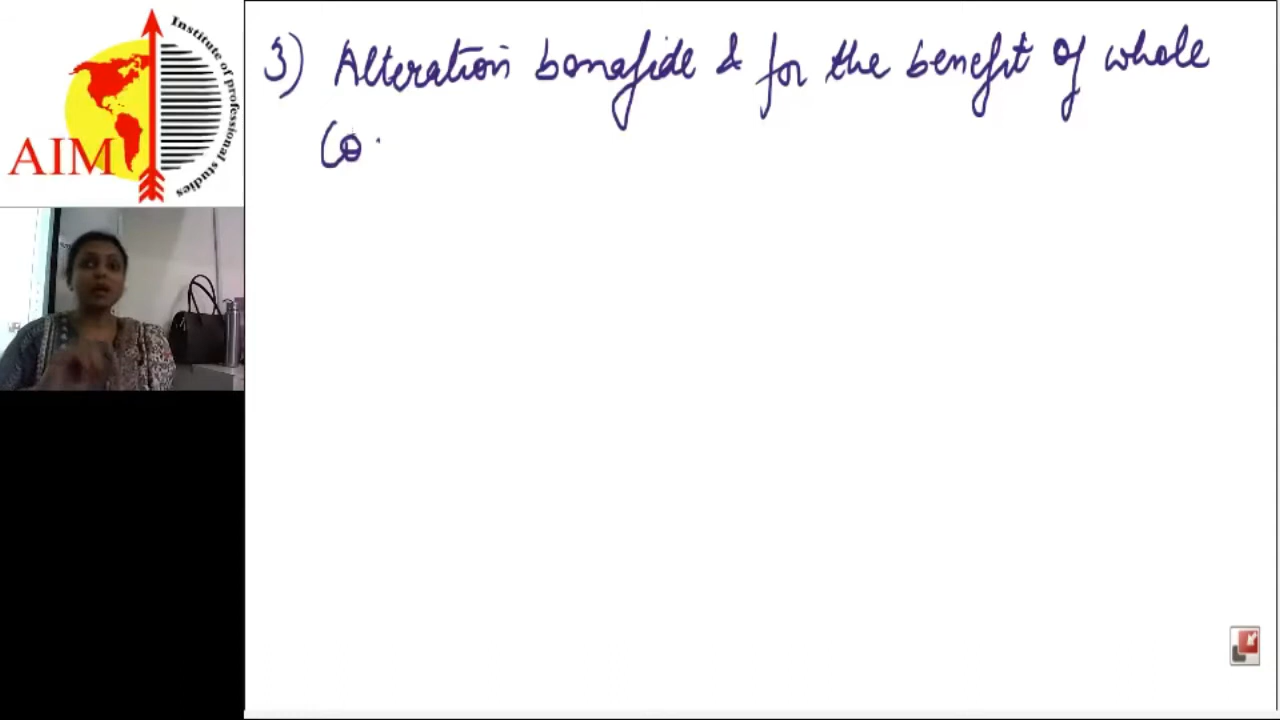 Institute of professional studies
AIM
3) Alteration bonafide & for the benefit of whole
Co.